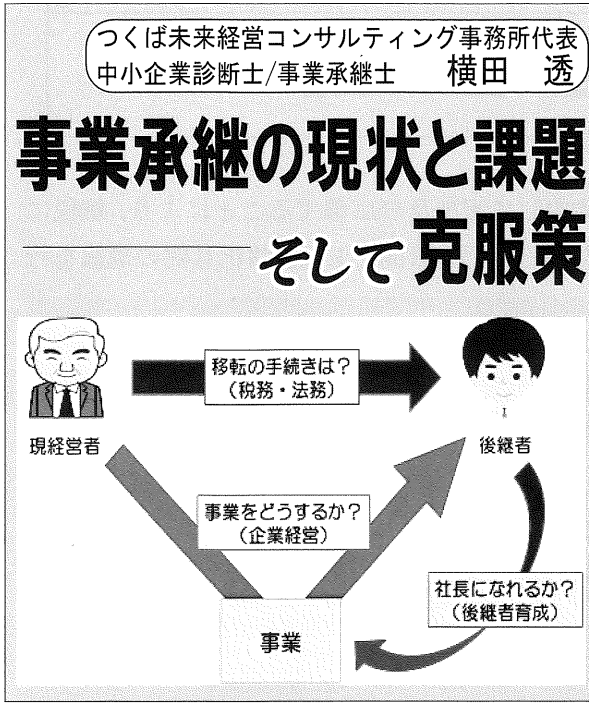 つくば未来経営コンサルティング事務所代表
中小企業診断士/事業承継士 横田 透
事業承継の現状と課題
そして克服策
移転の手続きは?
(税務・法務)
現経営者
後継者
事業をどうするか?
(企業経営)
社長になれるか?
(後継者育成)
事業